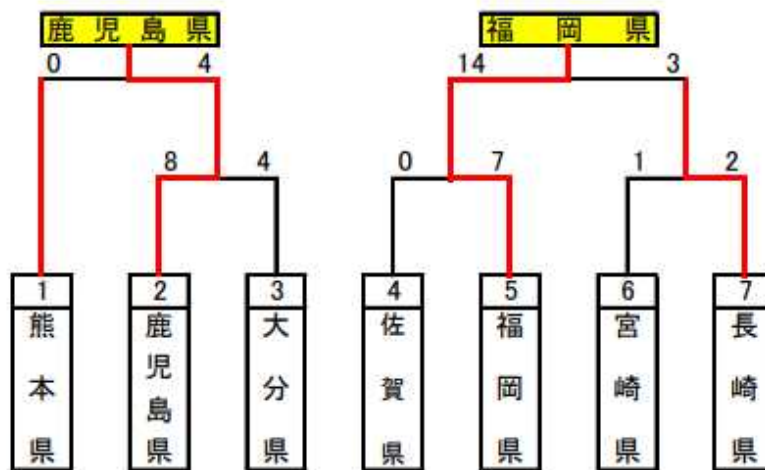 鹿児島県 福岡県
0 4 14 3
8 4 0 7 1 2
1 2 3 4 5 6 7
熊本県 鹿児島県 大分県 佐賀県 福岡県 宮崎県 長崎県